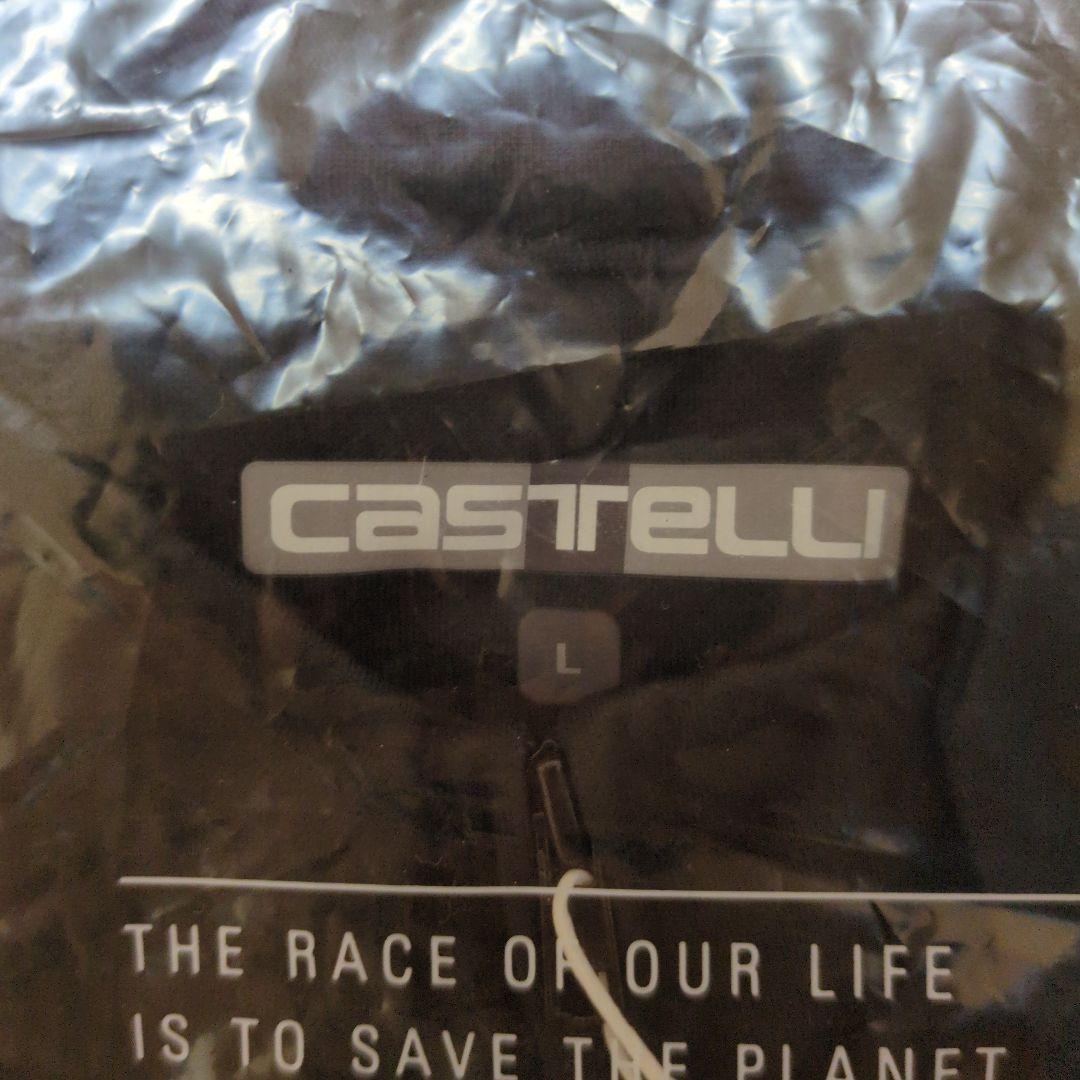 castelli
L
THE RACE OF OUR LIFE
IS TO SAVE THE PLANET